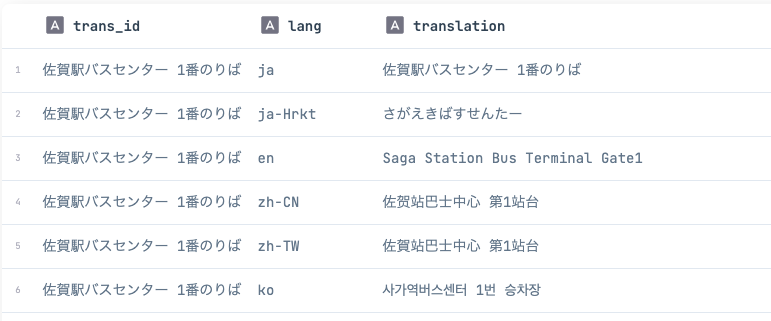 A trans_id A lang A translation
1 佐賀駅バスセンター 1番のりば ja 佐賀駅バスセンター 1番のりば
2 佐賀駅バスセンター 1番のりば ja-Hrkt さがえきばすせんたー
3 佐賀駅バスセンター 1番のりば en Saga Station Bus Terminal Gate1
4 佐賀駅バスセンター 1番のりば zh-CN 佐贺站巴士中心 第1站台
5 佐賀駅バスセンター 1番のりば zh-TW 佐賀站巴士中心 第1站台
6 佐賀駅バスセンター 1番のりば ko 사가역버스센터 1번 승차장